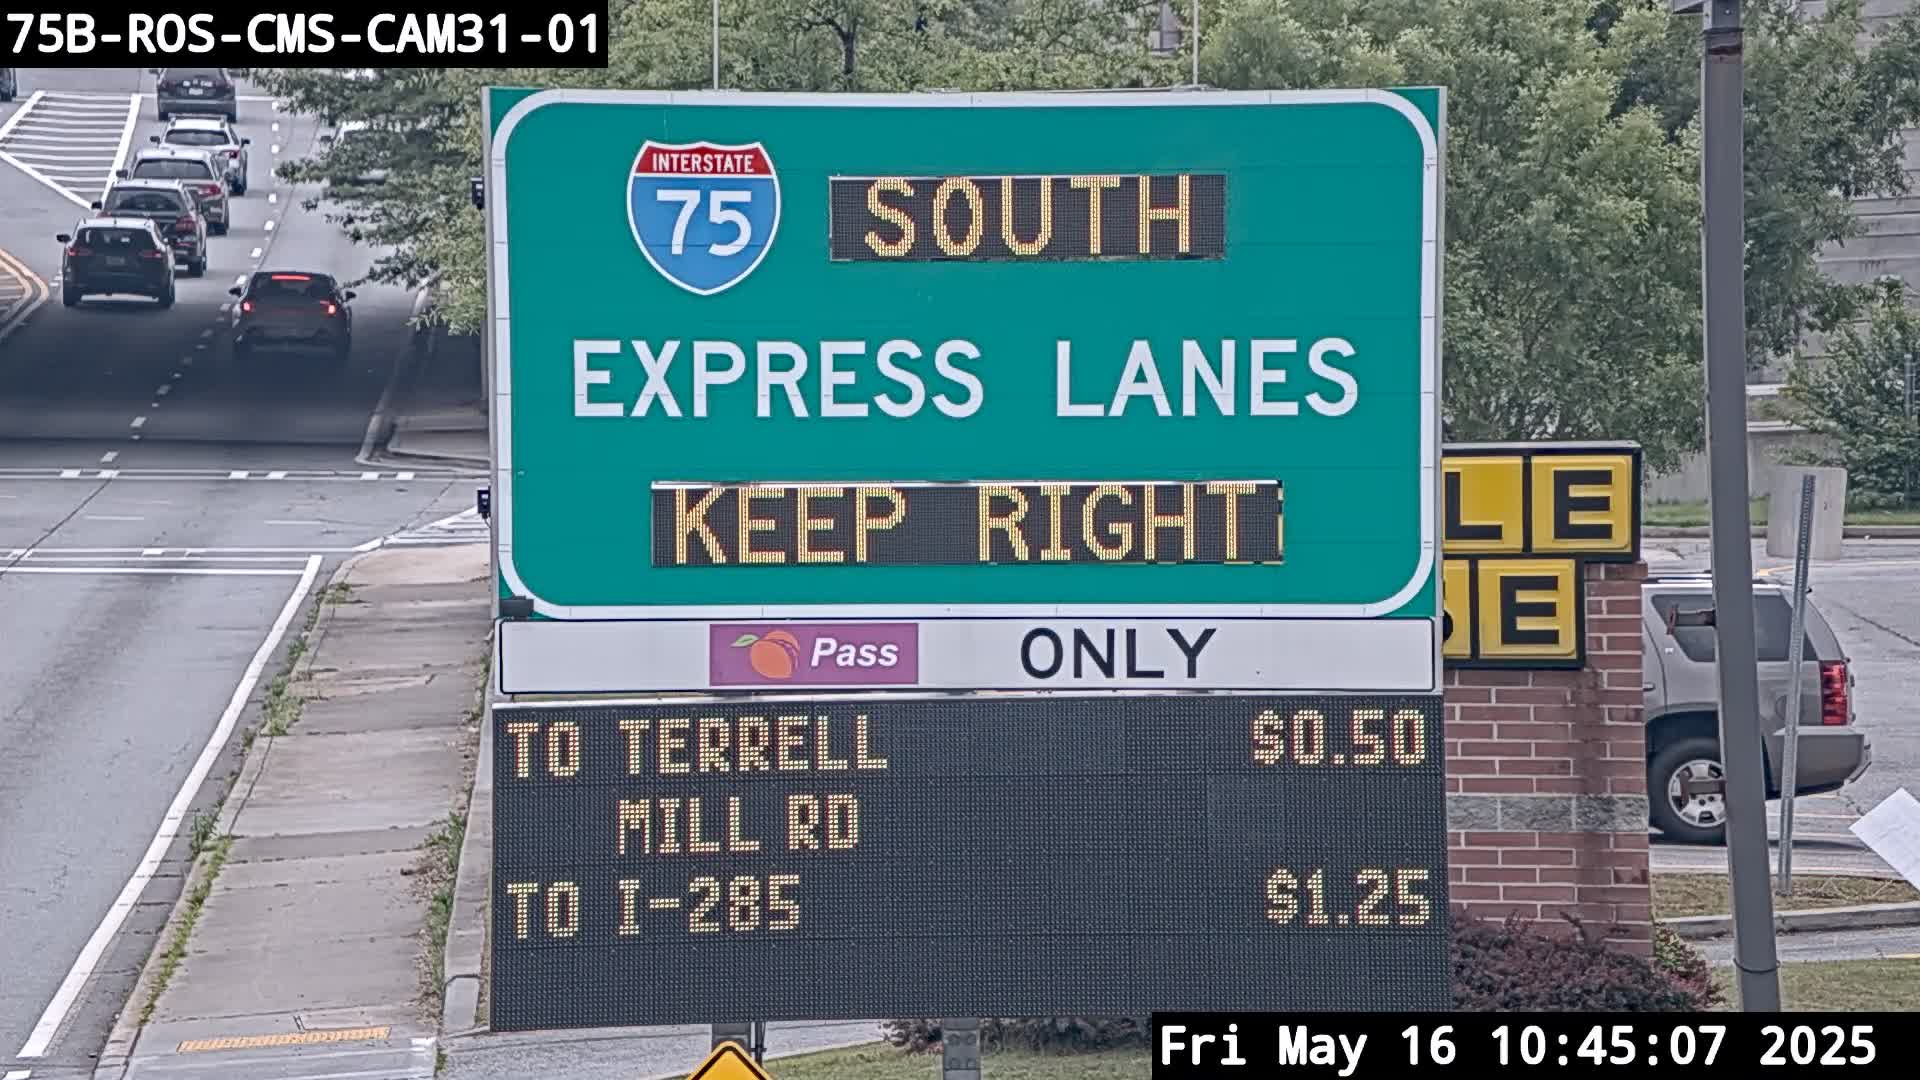 75B-ROS-CMS-CAM31-01
INTERSTATE
75
SOUTH
EXPRESS LANES
KEEP RIGHT
Pass ONLY
TO TERRELL $0.50
MILL RD
TO I-285 $1.25
LE
E
Fri May 16 10:45:07 2025